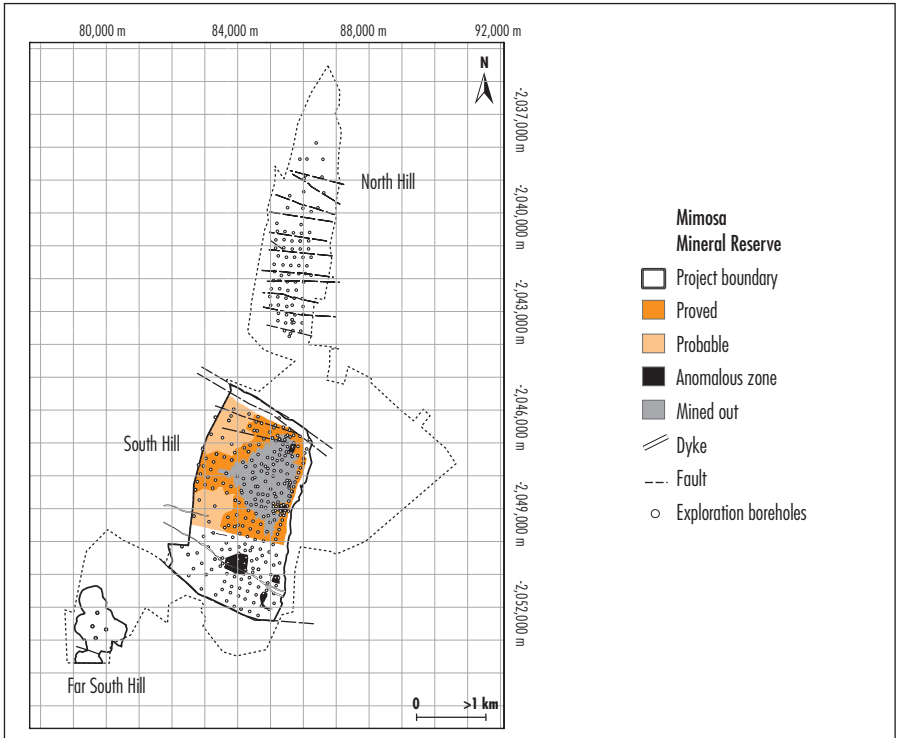 80,000 m
84,000 m
88,000 m
92,000 m
N
-2,037,000 m
North Hill
-2,040,000 m
-2,043,000 m
-2,046,000 m
South Hill
-2,049,000 m
-2,052,000 m
Far South Hill
0
>1 km
Mimosa
Mineral Reserve
Project boundary
Proved
Probable
Anomalous zone
Mined out
Dyke
Fault
Exploration boreholes